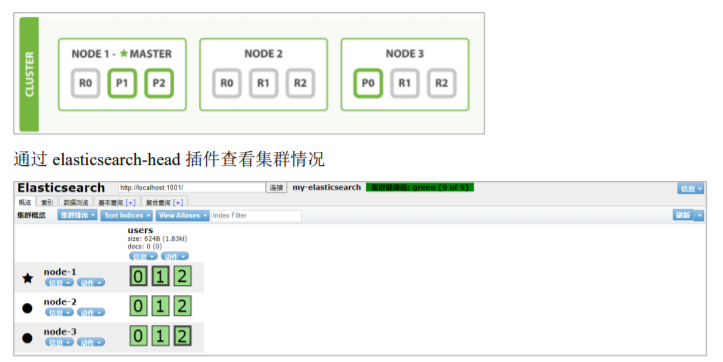 CLUSTER
NODE 1 - ★ MASTER
R0 P1 P2
NODE 2
R0 R1 R2
NODE 3
P0 R1 R2
通过 elasticsearch-head 插件查看集群情况
Elasticsearch http://localhost:1001/ 连接 my-elasticsearch 集群健康值: green (9 of 9) 信息
概览 索引 数据浏览 基本查询 [+] 复合查询 [+]
集群概览 集群排序 Sort Indices View Aliases Index Filter 刷新
users
size: 624B (1.83ki)
docs: 0 (0)
信息 动作
node-1
信息 动作
0 1 2
node-2
信息 动作
0 1 2
node-3
信息 动作
0 1 2